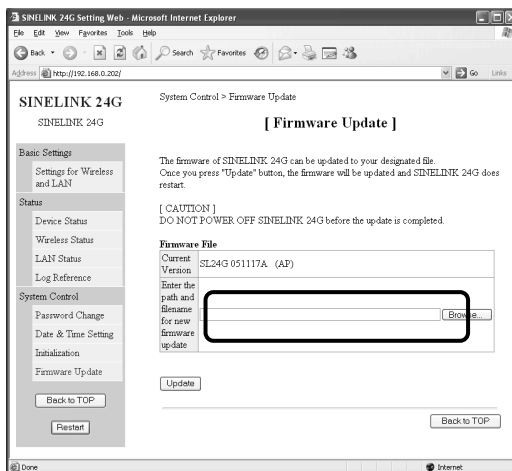 SINELINK 24G Setting Web - Microsoft Internet Explorer
File Edit View Favorites Tools Help
Back Search Favorites
Address http://192.168.0.202/ Go Links
SINELINK 24G
SINELINK 24G
Basic Settings
Settings for Wireless
and LAN
Status
Device Status
Wireless Status
LAN Status
Log Reference
System Control
Password Change
Date & Time Setting
Initialization
Firmware Update
Back to TOP
Restart
System Control > Firmware Update
[ Firmware Update ]
The firmware of SINELINK 24G can be updated to your designated file.
Once you press "Update" button, the firmware will be updated and SINELINK 24G does
restart.
[ CAUTION ]
DO NOT POWER OFF SINELINK 24G before the update is completed.
Firmware File
Current
Version
SL24G 051117A (AP)
Enter the
path and
filename
for new
firmware
update
Browse...
Update
Back to TOP
Done Internet